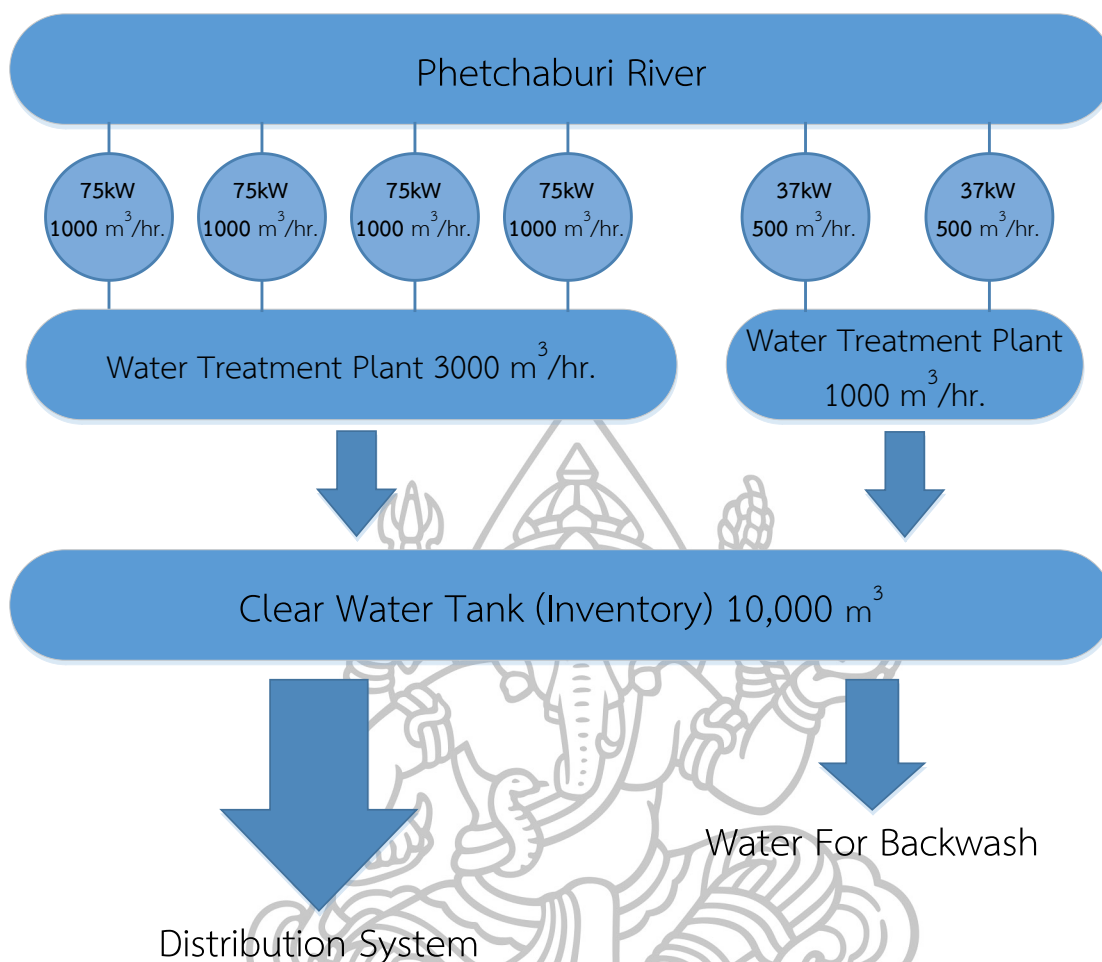 Phetchaburi River
75kW
1000 m³/hr.
75kW
1000 m³/hr.
75kW
1000 m³/hr.
75kW
1000 m³/hr.
37kW
500 m³/hr.
37kW
500 m³/hr.
Water Treatment Plant 3000 m³/hr.
Water Treatment Plant
1000 m³/hr.
Clear Water Tank (Inventory) 10,000 m³
Water For Backwash
Distribution System